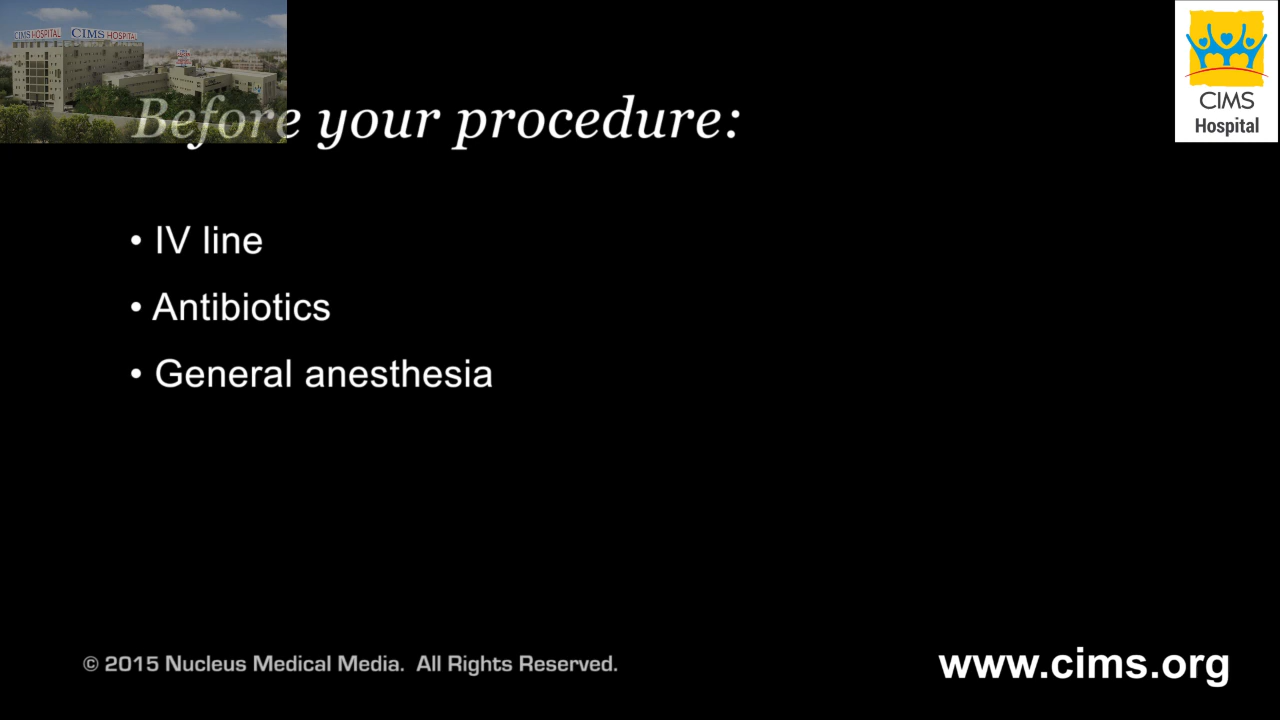 CIMS HOSPITAL CIMS HOSPITAL
Before your procedure:
CIMS
Hospital
• IV line
• Antibiotics
• General anesthesia
© 2015 Nucleus Medical Media. All Rights Reserved.
www.cims.org